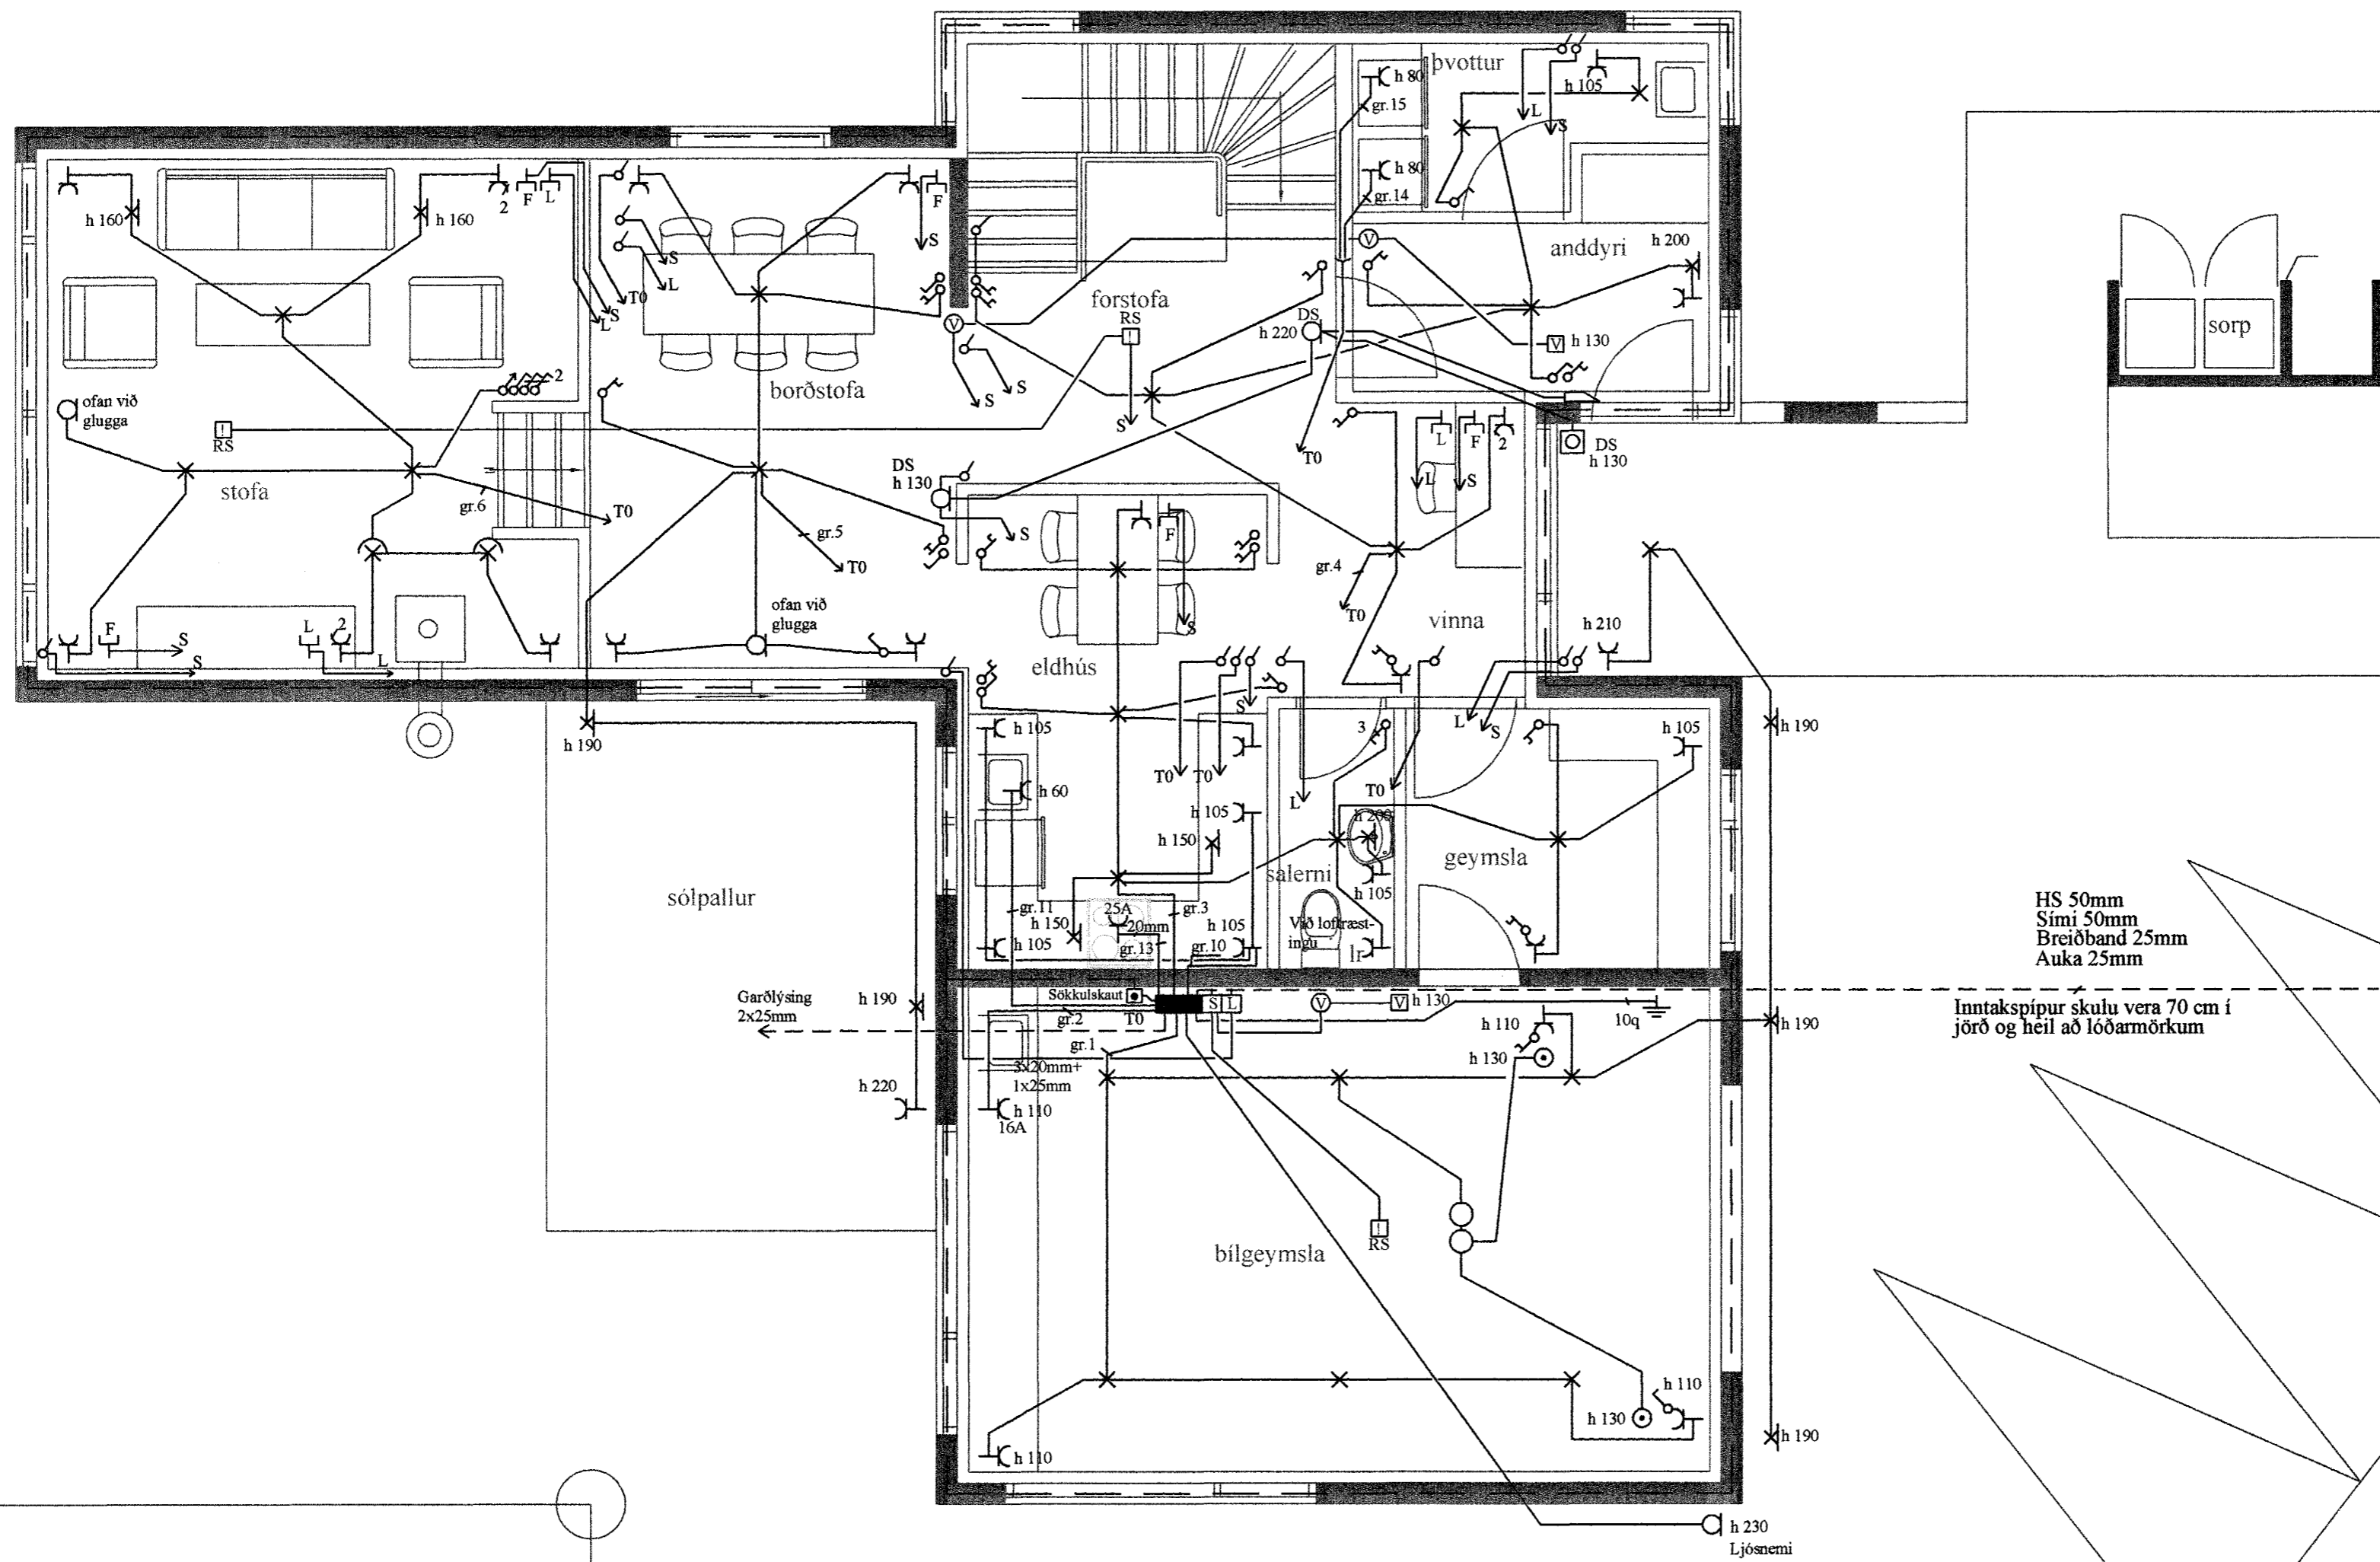 þvottur
h 80
h 105
gr.15
L
S
h 80
gr.14
h 160
h 160
2
F
L
F
S
S
L
T0
S
L
V
anddyri
h 200
forstofa
RS
DS
h 220
V
V
h 130
sorp
borðstofa
2
ofan við
glugga
RS
S
S
S
T0
L
F
2
L
S
DS
h 130
stofa
gr.6
T0
DS
h 130
S
gr.5
T0
F
gr.4
T0
ofan við
glugga
S
vinna
h 210
F
S
S
L
2
L
eldhús
h 190
h 105
S
T0
T0
L
3
T0
L
S
h 105
h 190
h 60
h 105
h 150
h 200
salerni
geymsla
h 105
sólpallur
gr.11
h 150
25A
20mm
gr.3
h 105
gr.13
gr.10
h 105
Við loftræst-
ingu
lr
HS 50mm
Sími 50mm
Breiðband 25mm
Auka 25mm
Inntakspípur skulu vera 70 cm í
jörð og heil að lóðarmörkum
Garðlýsing
2x25mm
h 190
Sökkulskaut
gr.2
T0
S
L
V
V
h 130
10q
h 190
gr.1
h 110
h 130
3x20mm+
1x25mm
h 220
h 110
16A
RS
bílgeymsla
h 110
h 130
h 190
h 110
h 230
Ljósnemi